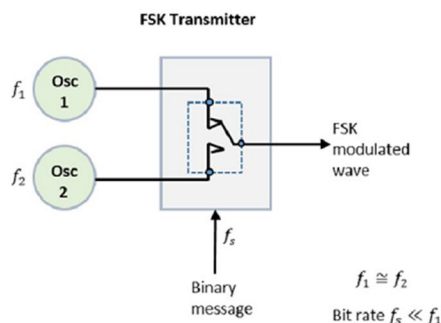 FSK Transmitter
f₁
Osc
1
f₂
Osc
2
FSK
modulated
wave
fₛ
Binary
message
f₁ ≅ f₂
Bit rate fₛ ≪ f₁